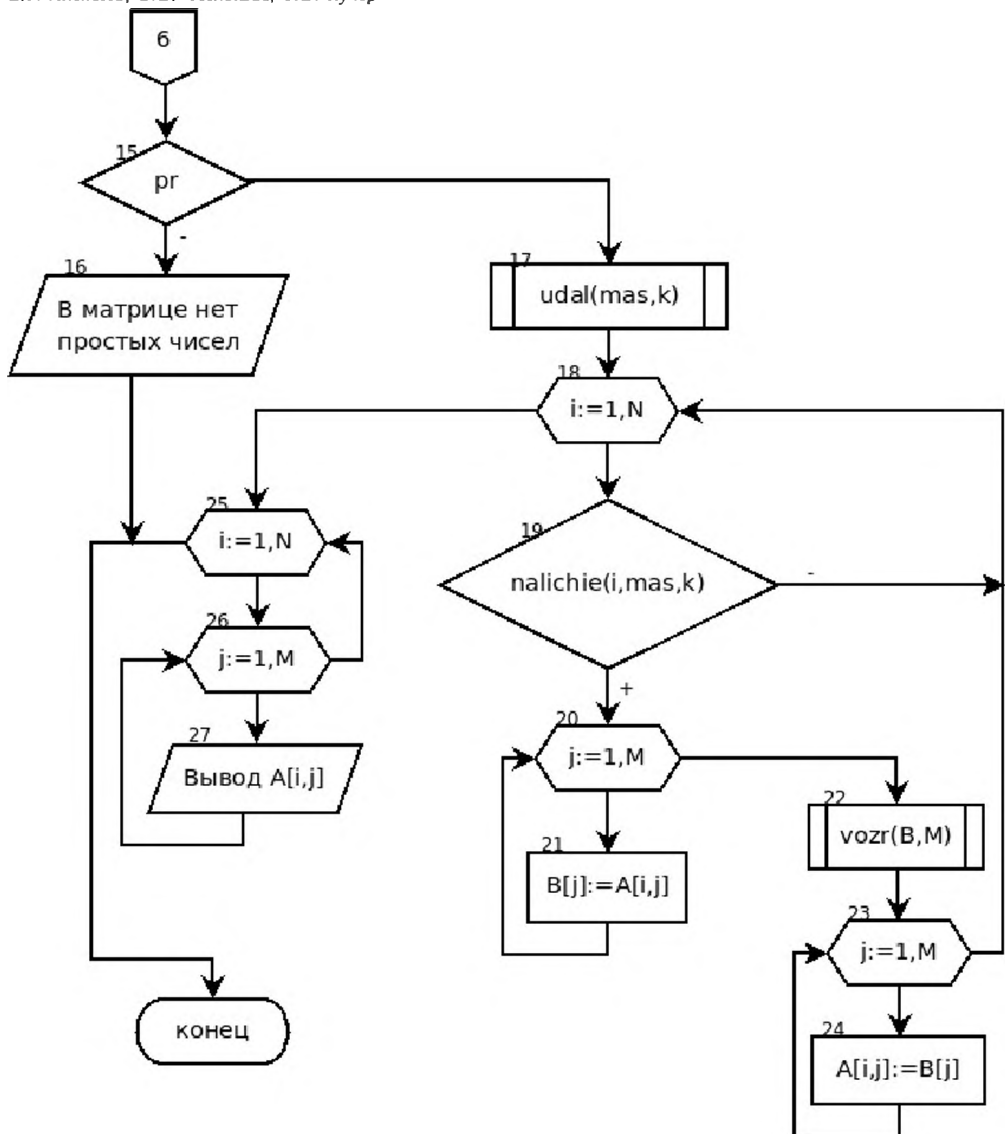 6
15
pr
-
16
В матрице нет
простых чисел
17
udal(mas,k)
18
i:=1,N
25
i:=1,N
19
nalichie(i,mas,k)
-
+
26
j:=1,M
27
Вывод A[i,j]
20
j:=1,M
21
B[j]:=A[i,j]
22
vozr(B,M)
23
j:=1,M
24
A[i,j]:=B[j]
конец